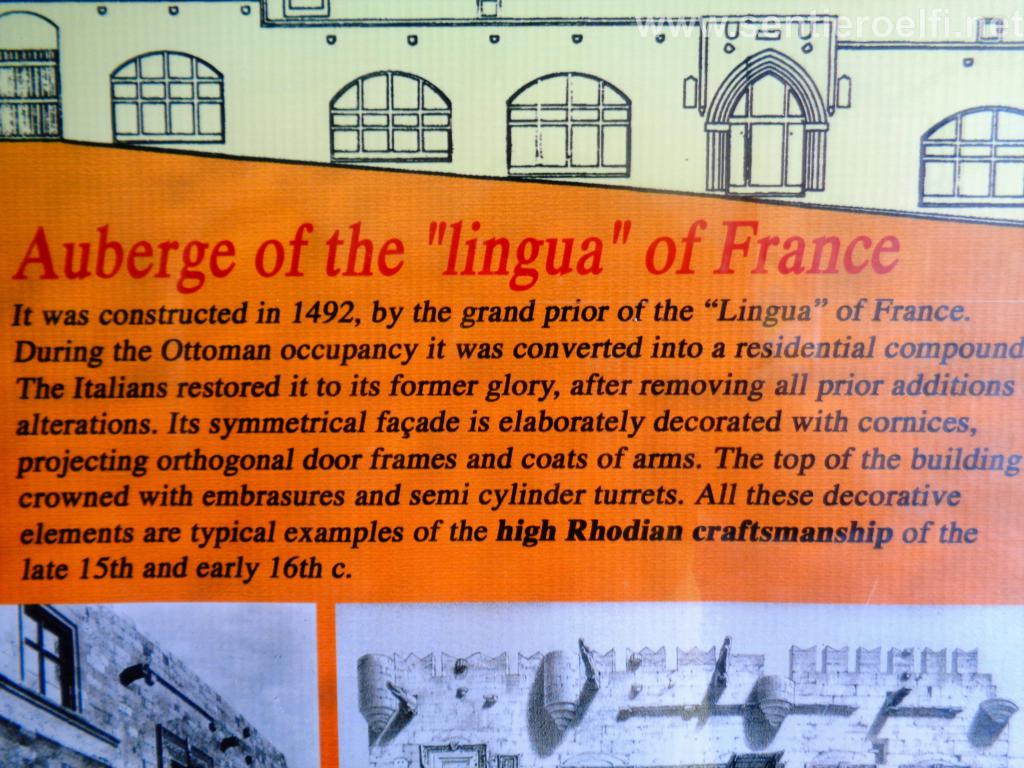 www.sentieroelfi.net
Auberge of the "lingua" of France
It was constructed in 1492, by the grand prior of the “Lingua” of France.
During the Ottoman occupancy it was converted into a residential compound
The Italians restored it to its former glory, after removing all prior additions
alterations. Its symmetrical façade is elaborately decorated with cornices,
projecting orthogonal door frames and coats of arms. The top of the building
crowned with embrasures and semi cylinder turrets. All these decorative
elements are typical examples of the high Rhodian craftsmanship of the
late 15th and early 16th c.